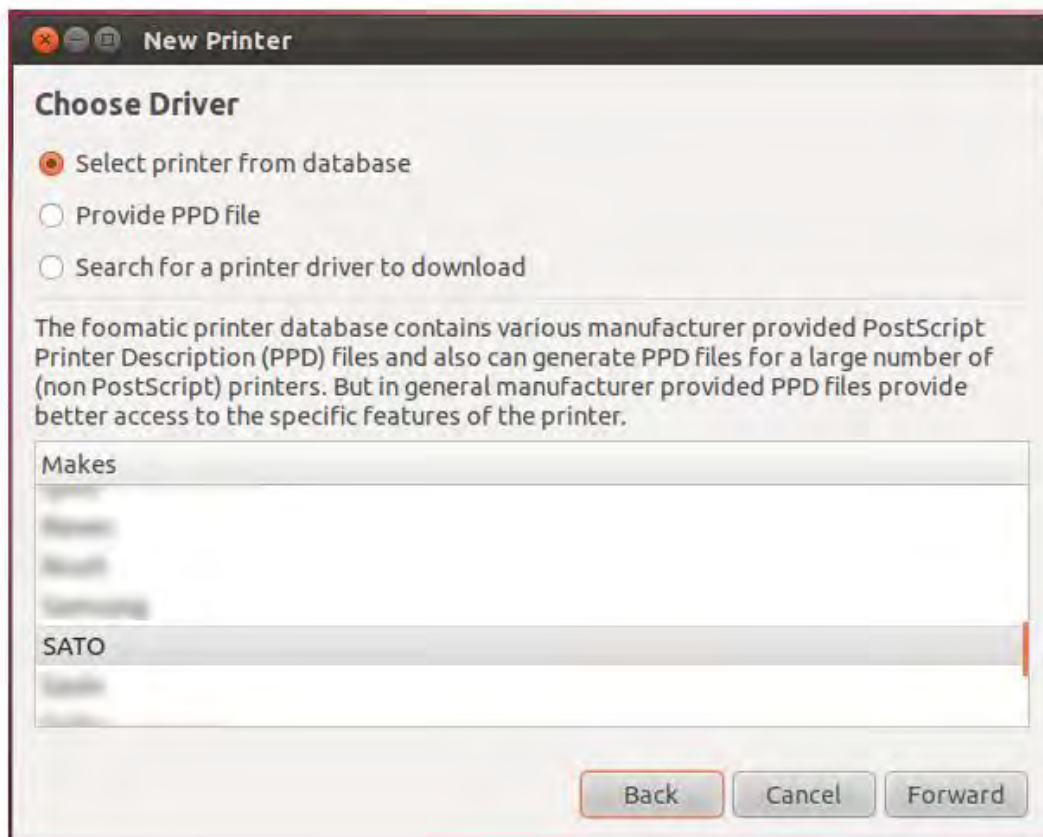 New Printer
Choose Driver
Select printer from database
Provide PPD file
Search for a printer driver to download
The foomatic printer database contains various manufacturer provided PostScript
Printer Description (PPD) files and also can generate PPD files for a large number of
(non PostScript) printers. But in general manufacturer provided PPD files provide
better access to the specific features of the printer.
Makes
SATO
Back Cancel Forward